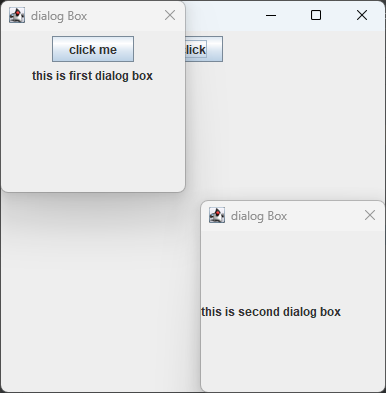 dialog Box
click me
lick
this is first dialog box
dialog Box
this is second dialog box